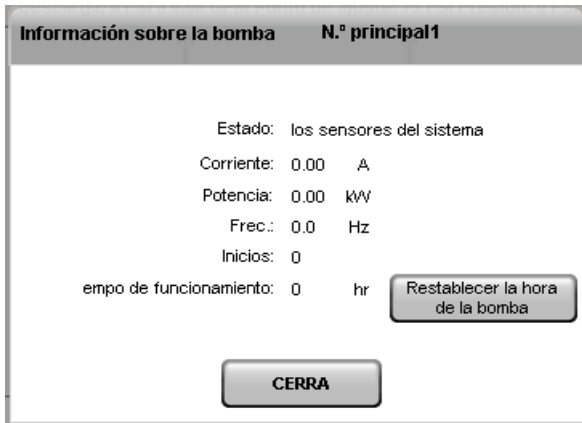 Información sobre la bomba N.º principal1
Estado: los sensores del sistema
Corriente: 0.00 A
Potencia: 0.00 kW
Frec.: 0.0 Hz
Inicios: 0
empo de funcionamiento: 0 hr
Restablecer la hora
de la bomba
CERRA